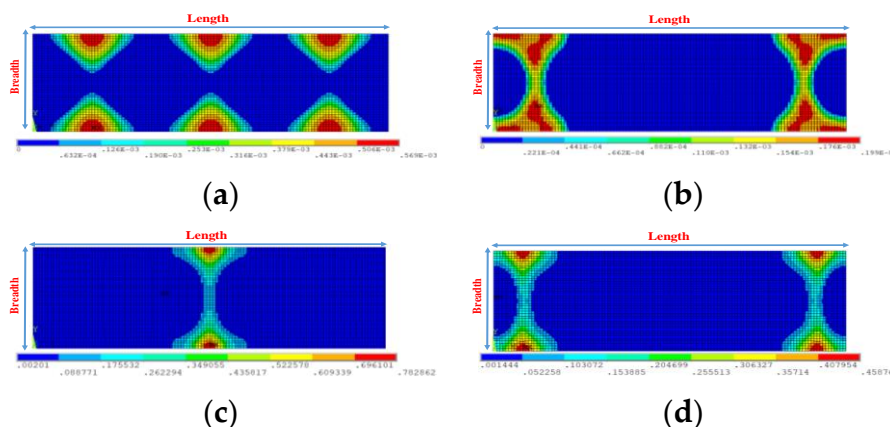 Length
Length
Breadth
Breadth
Y
0 .126E-03 .253E-03 .379E-03 .506E-03
.632E-04 .190E-03 .316E-03 .443E-03 .569E-03
0 .441E-04 .882E-04 .132E-03 .176E-03
.221E-04 .662E-04 .110E-03 .154E-03 .199E-03
(a)
(b)
Length
Length
Breadth
Breadth
Y
Y
.00201 .175532 .349055 .522578 .696101
.088771 .262294 .435817 .609339 .782862
.001444 .103072 .204699 .306327 .407954
.052258 .153885 .255513 .35714
(c)
(d)